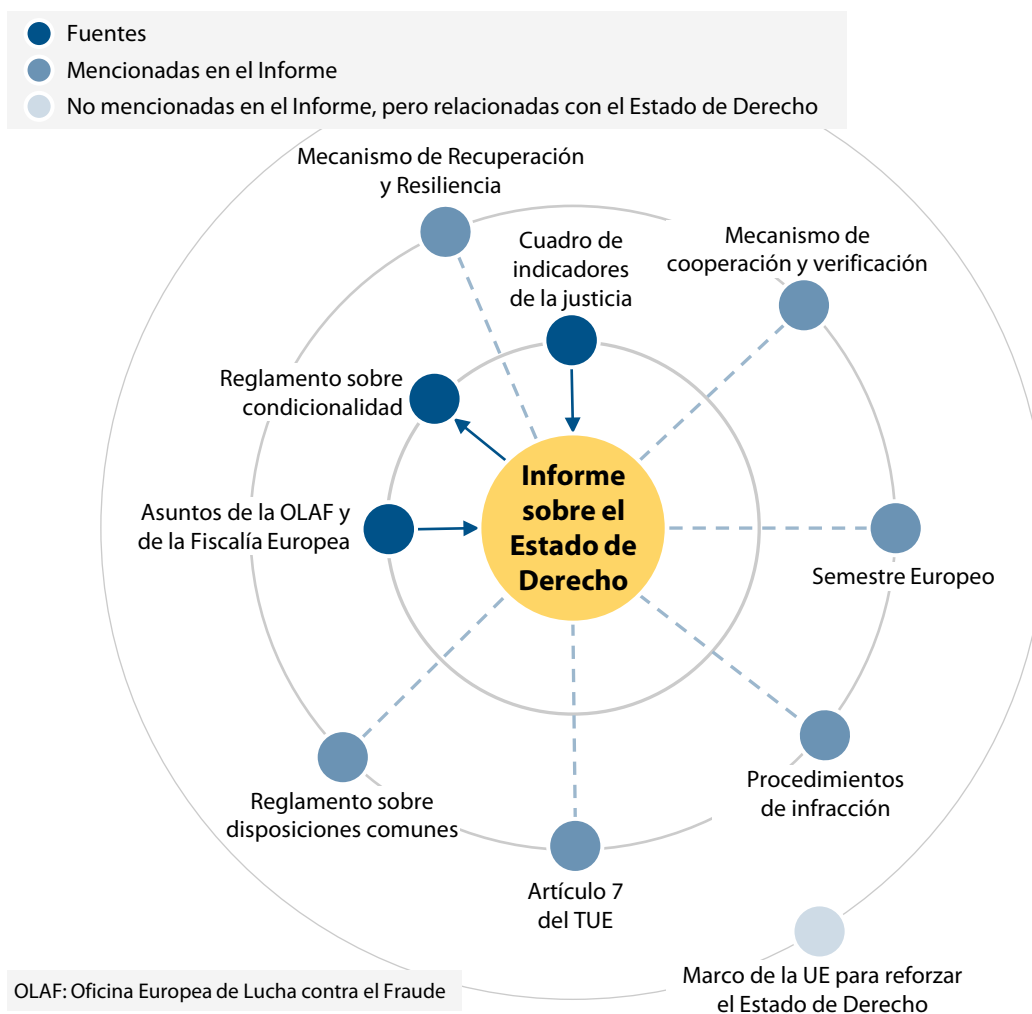 Fuentes
Mencionadas en el Informe
No mencionadas en el Informe, pero relacionadas con el Estado de Derecho
Mecanismo de Recuperación
y Resiliencia
Cuadro de
indicadores
de la justicia
Mecanismo de
cooperación y verificación
Reglamento sobre
condicionalidad
Informe
sobre el
Estado de
Derecho
Asuntos de la OLAF y
de la Fiscalía Europea
Semestre Europeo
Reglamento sobre
disposiciones comunes
Procedimientos
de infracción
Artículo 7
del TUE
Marco de la UE para reforzar
el Estado de Derecho
OLAF: Oficina Europea de Lucha contra el Fraude